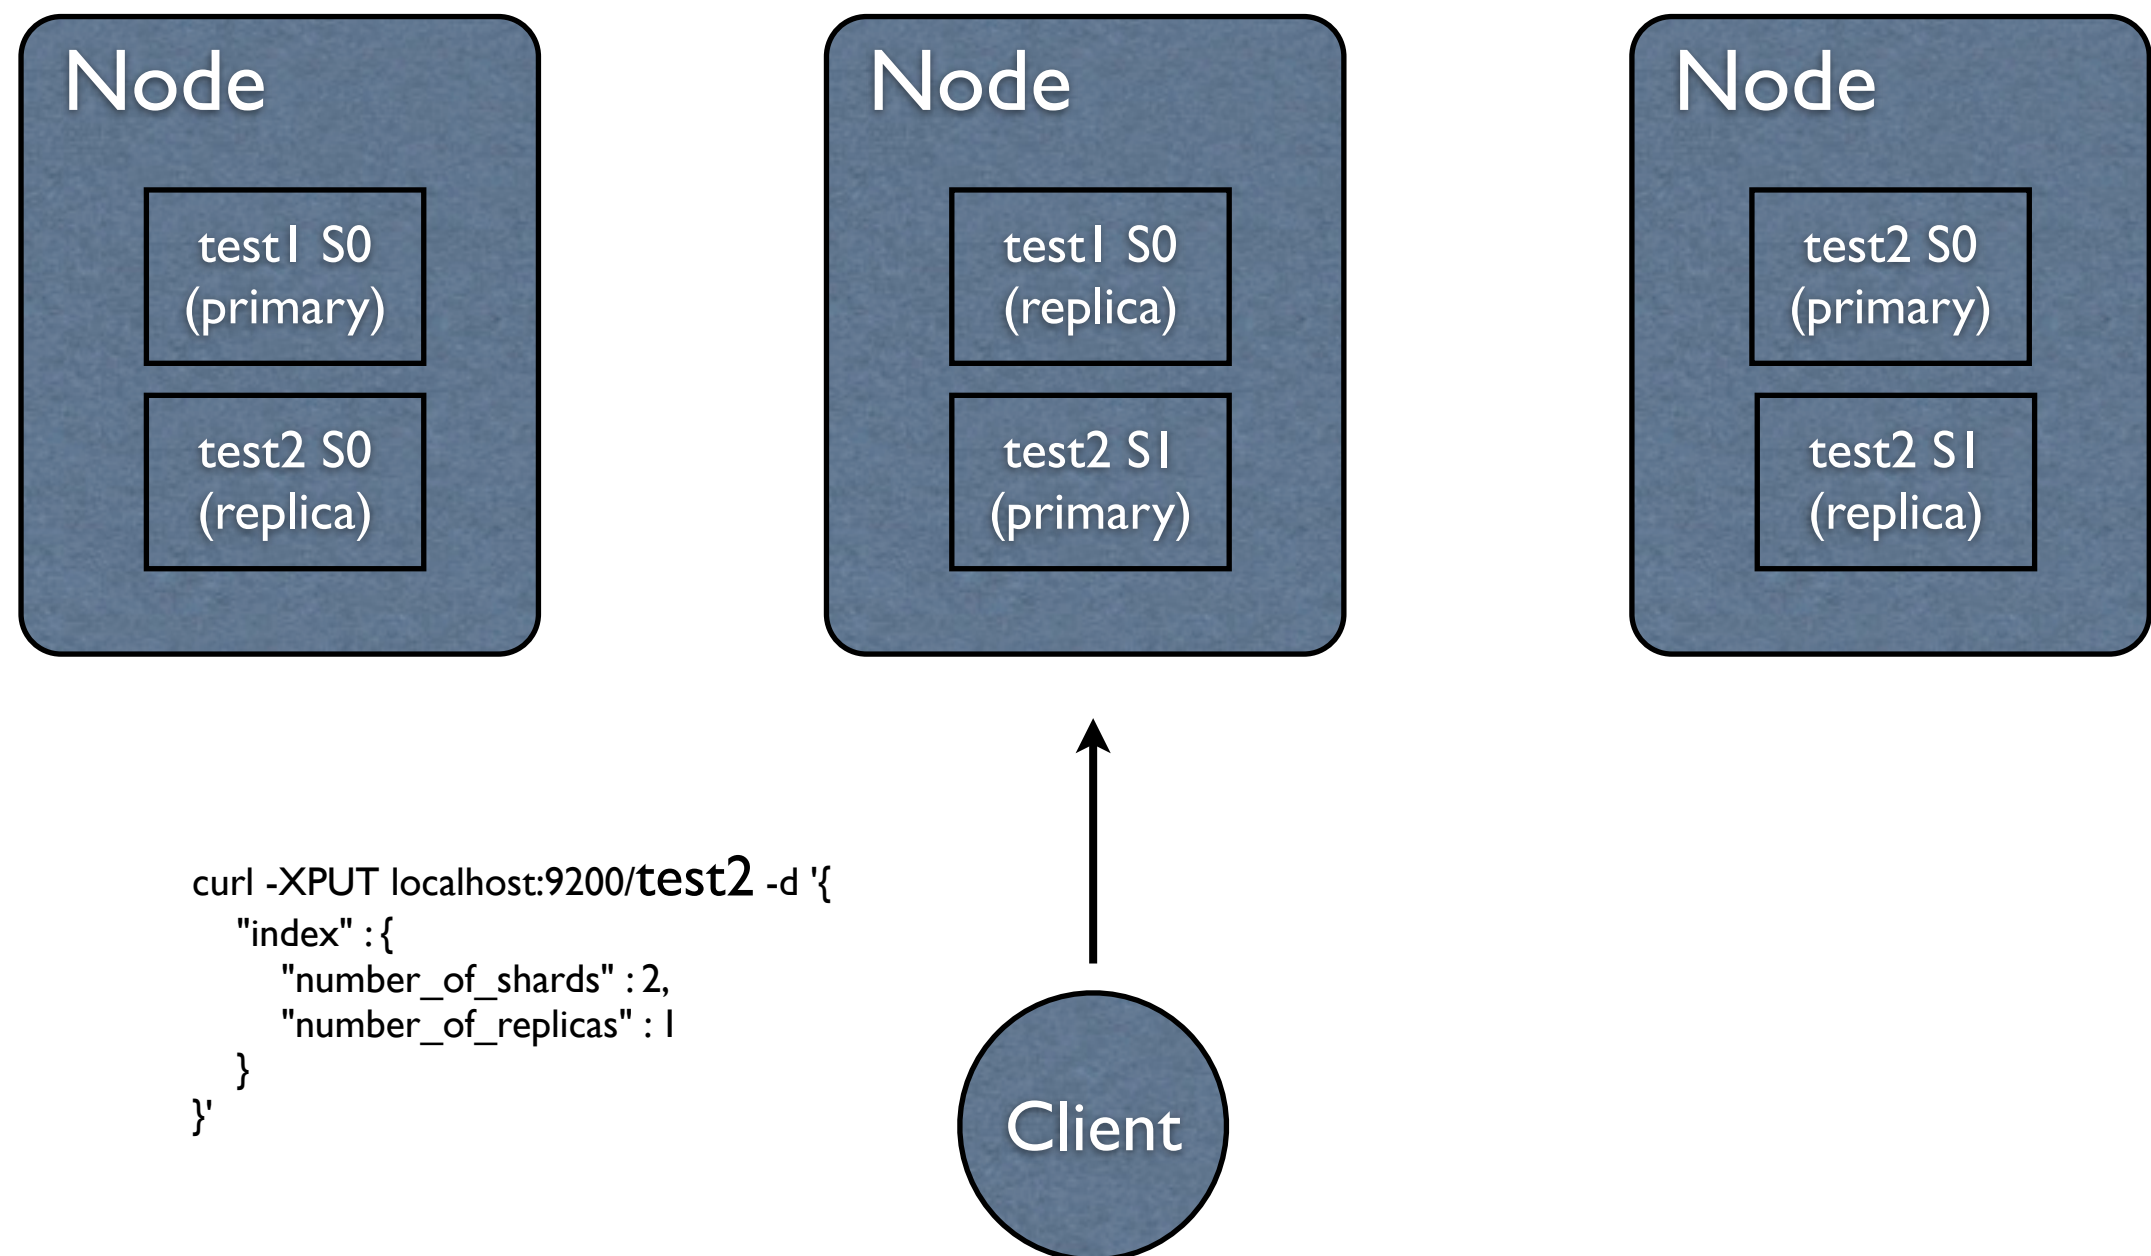 Node
test1 S0
(primary)
test2 S0
(replica)
Node
test1 S0
(replica)
test2 S1
(primary)
Node
test2 S0
(primary)
test2 S1
(replica)
curl -XPUT localhost:9200/test2 -d '{
"index" : {
"number_of_shards" : 2,
"number_of_replicas" : 1
}
}'
Client